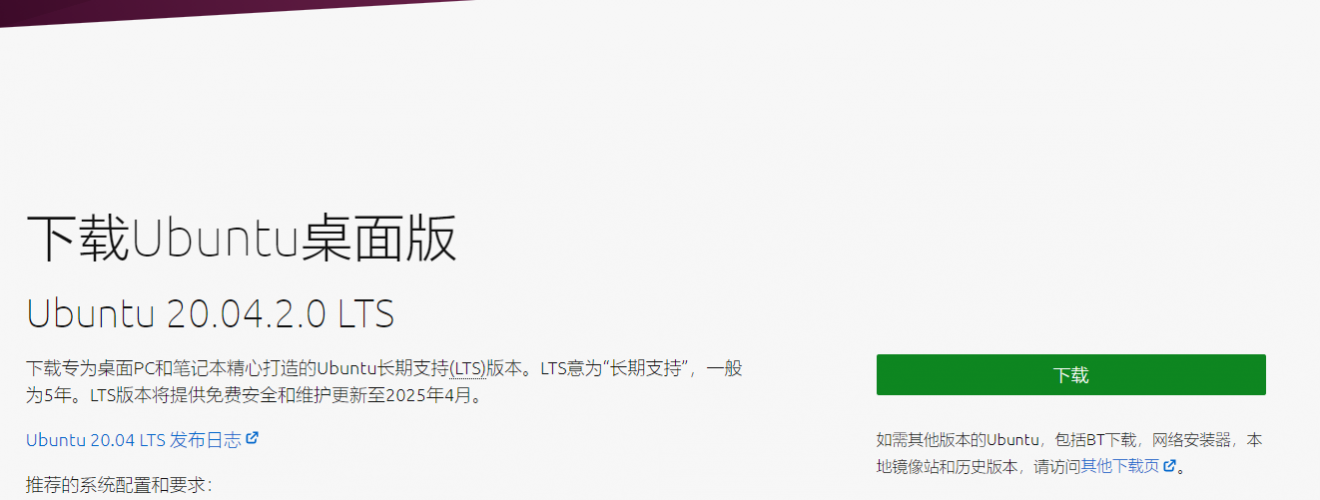 下载Ubuntu桌面版
Ubuntu 20.04.2.0 LTS
下载专为桌面PC和笔记本精心打造的Ubuntu长期支持(LTS)版本。LTS意为“长期支持”，一般
为5年。LTS版本将提供免费安全和维护更新至2025年4月。
Ubuntu 20.04 LTS 发布日志
推荐的系统配置和要求：
下载
如需其他版本的Ubuntu，包括BT下载，网络安装器，本
地镜像站和历史版本，请访问其他下载页。